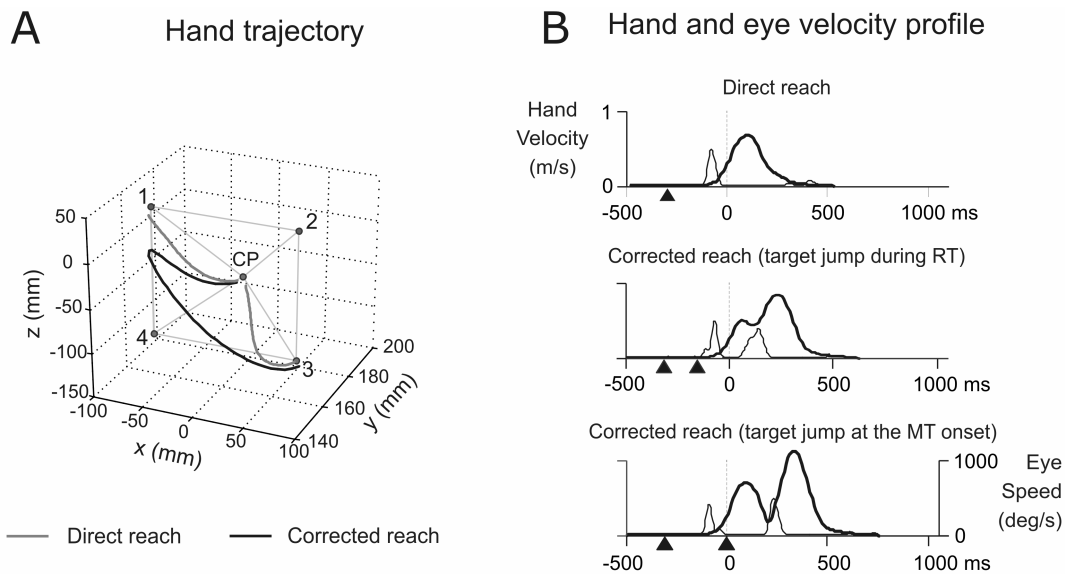 A
Hand trajectory
1
2
CP
4
3
50
0
-50
-100
-150
z (mm)
-100
-50
0
50
100
x (mm)
140
160
180
200
y (mm)
Direct reach
Corrected reach
B
Hand and eye velocity profile
Direct reach
Hand
Velocity
(m/s)
1
0
-500 0 500 1000 ms
Corrected reach (target jump during RT)
-500 0 500 1000 ms
Corrected reach (target jump at the MT onset)
1000
0
Eye
Speed
(deg/s)
-500 0 500 1000 ms